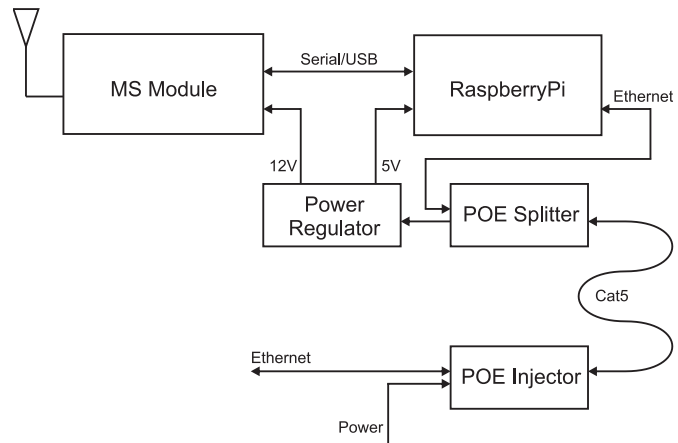 Serial/USB
MS Module
RaspberryPi
Ethernet
12V
5V
Power
Regulator
POE Splitter
Cat5
Ethernet
POE Injector
Power